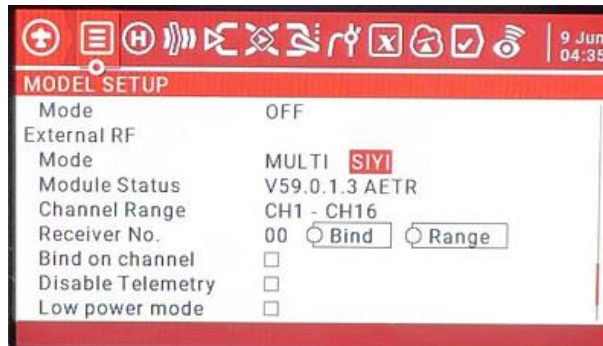 9 Jun
04:35
MODEL SETUP
Mode OFF
External RF
Mode MULTI SIYI
Module Status V59.0.1.3 AETR
Channel Range CH1 - CH16
Receiver No. 00 Bind Range
Bind on channel
Disable Telemetry
Low power mode